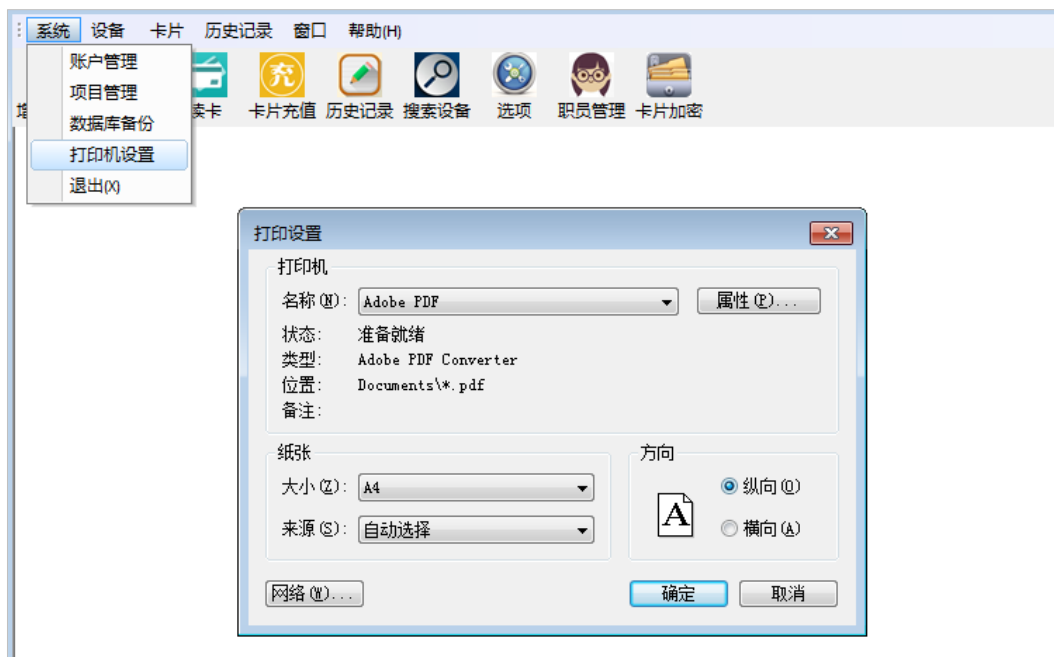 系统 设备 卡片 历史记录 窗口 帮助(H)
账户管理
项目管理
数据库备份
打印机设置
退出(X)
读卡 卡片充值 历史记录 搜索设备 选项 职员管理 卡片加密
充
打印设置
打印机
名称(N): Adobe PDF 属性(P)...
状态: 准备就绪
类型: Adobe PDF Converter
位置: Documents\*.pdf
备注:
纸张
大小(Z): A4
来源(S): 自动选择
方向
A
纵向(O)
横向(A)
网络(W)... 确定 取消